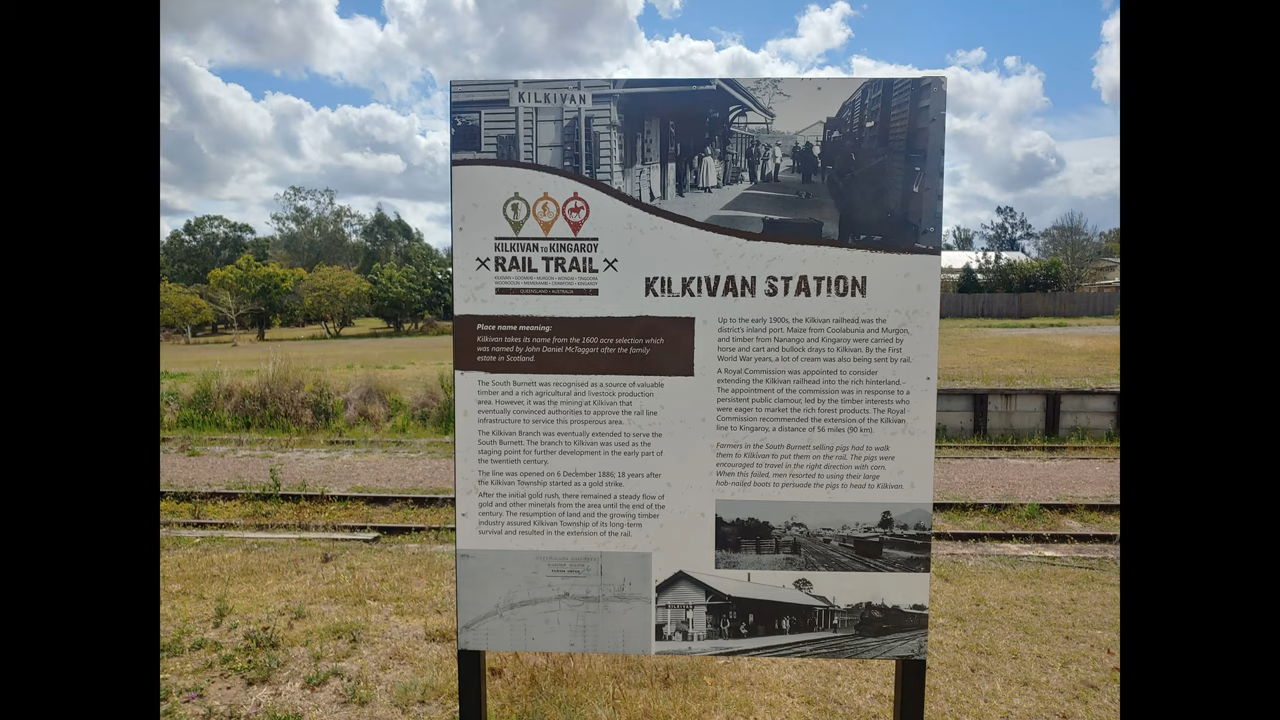 KILKIVAN
KILKIVAN TO KINGAROY
RAIL TRAIL
KILKIVAN • GOOMERI • MURGON • WONDAI • TINGOORA
WOOROOLIN • MEMERAMBI • CRAWFORD • KINGAROY
QUEENSLAND • AUSTRALIA
KILKIVAN STATION
Place name meaning:
Kilkivan takes its name from the 1600 acre selection which
was named by John Daniel McTaggart after the family
estate in Scotland.
The South Burnett was recognised as a source of valuable
timber and a rich agricultural and livestock production
area. However, it was the mining at Kilkivan that
eventually convinced authorities to approve the rail line
infrastructure to service this prosperous area.
The Kilkivan Branch was eventually extended to serve the
South Burnett. The branch to Kilkivan was used as the
staging point for further development in the early part of
the twentieth century.
The line was opened on 6 December 1886; 18 years after
the Kilkivan Township started as a gold strike.
After the initial gold rush, there remained a steady flow of
gold and other minerals from the area until the end of the
century. The resumption of land and the growing timber
industry assured Kilkivan Township of its long-term
survival and resulted in the extension of the rail.
Up to the early 1900s, the Kilkivan railhead was the
district's inland port. Maize from Coolabunia and Murgon,
and timber from Nanango and Kingaroy were carried by
horse and cart and bullock drays to Kilkivan. By the First
World War years, a lot of cream was also being sent by rail.
A Royal Commission was appointed to consider
extending the Kilkivan railhead into the rich hinterland.
The appointment of the commission was in response to a
persistent public clamour, led by the timber interests who
were eager to market the rich forest products. The Royal
Commission recommended the extension of the Kilkivan
line to Kingaroy, a distance of 56 miles (90 km).
Farmers in the South Burnett selling pigs had to walk
them to Kilkivan to put them on the rail. The pigs were
encouraged to travel in the right direction with corn.
When this failed, men resorted to using their large
hob-nailed boots to persuade the pigs to head to Kilkivan.
KILKIVAN